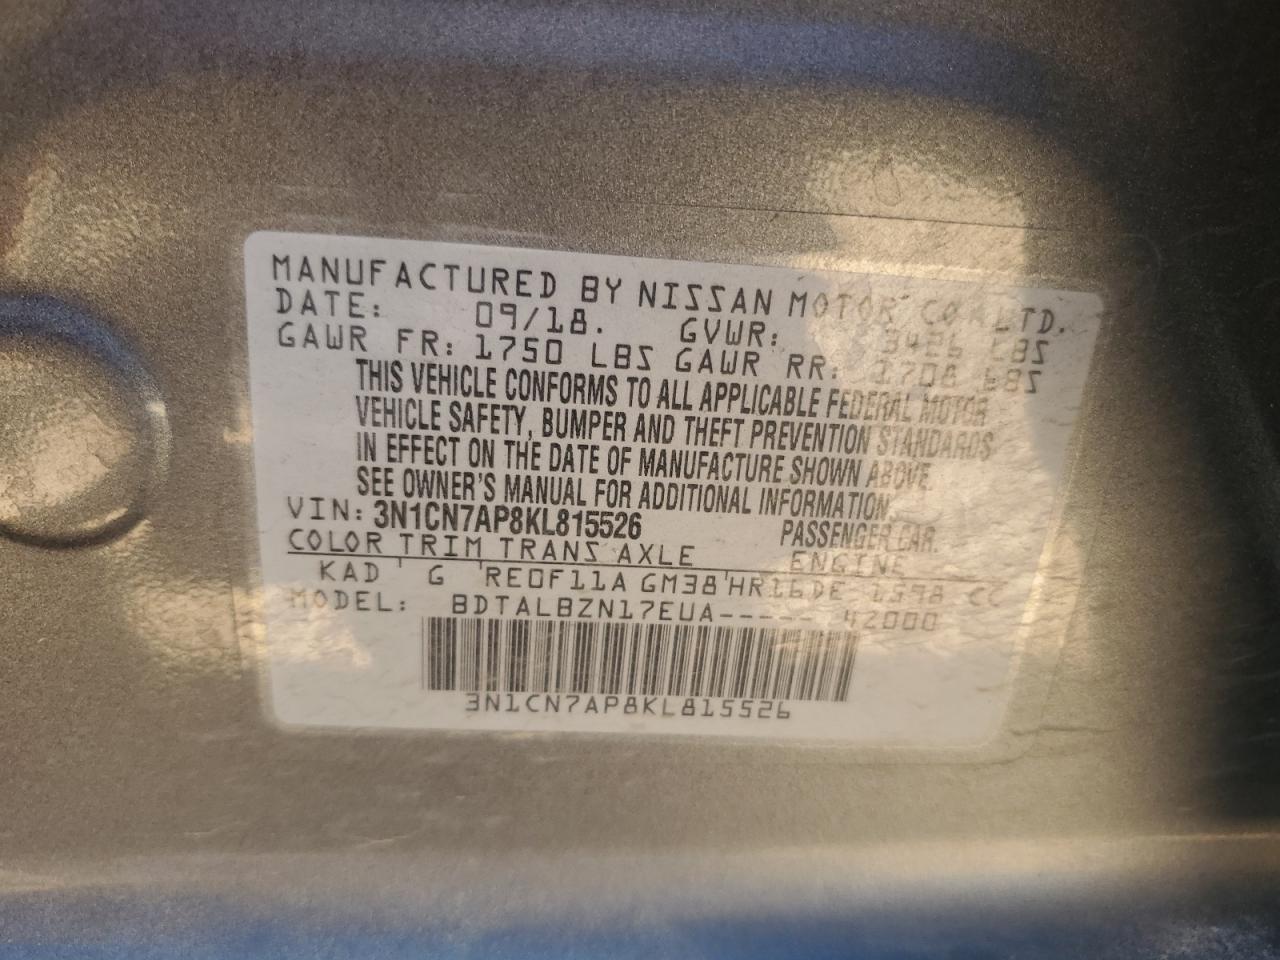 MANUFACTURED BY NISSAN MOTOR CO., LTD.
DATE: 09/18. GVWR: 3426 LBS
GAWR FR: 1750 LBS GAWR RR: 1708 LBS
THIS VEHICLE CONFORMS TO ALL APPLICABLE FEDERAL MOTOR
VEHICLE SAFETY, BUMPER AND THEFT PREVENTION STANDARDS
IN EFFECT ON THE DATE OF MANUFACTURE SHOWN ABOVE.
SEE OWNER'S MANUAL FOR ADDITIONAL INFORMATION.
VIN: 3N1CN7AP8KL815526 PASSENGER CAR.
COLOR TRIM TRANS AXLE ENGINE
KAD G RE0F11A GM38 HR16DE 1598 CC
MODEL: BDTALBZN17EUA----- 42000
3N1CN7AP8KL815526